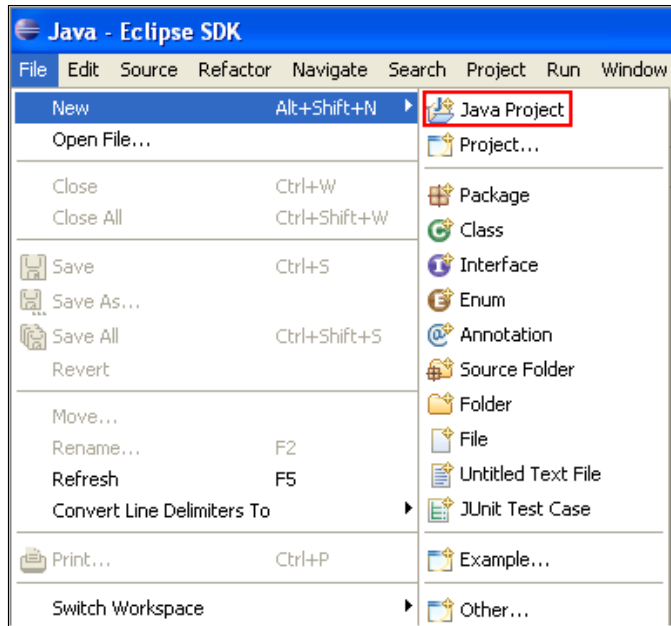 Java - Eclipse SDK
File Edit Source Refactor Navigate Search Project Run Window
New Alt+Shift+N
Open File...
Close Ctrl+W
Close All Ctrl+Shift+W
Save Ctrl+S
Save As...
Save All Ctrl+Shift+S
Revert
Move...
Rename... F2
Refresh F5
Convert Line Delimiters To
Print... Ctrl+P
Switch Workspace
Java Project
Project...
Package
Class
Interface
Enum
Annotation
Source Folder
Folder
File
Untitled Text File
JUnit Test Case
Example...
Other...